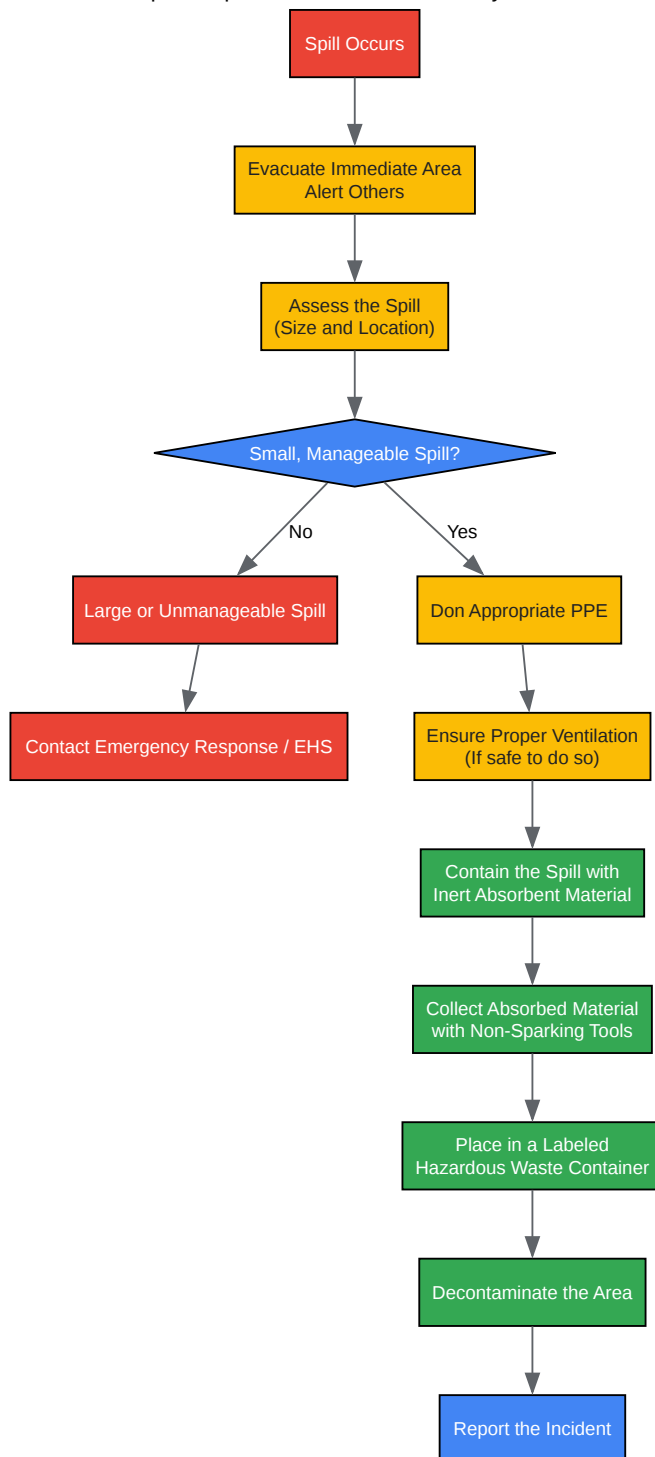 Spill Occurs
Evacuate Immediate Area
Alert Others
Assess the Spill
(Size and Location)
Small, Manageable Spill?
No
Yes
Large or Unmanageable Spill
Don Appropriate PPE
Contact Emergency Response / EHS
Ensure Proper Ventilation
(If safe to do so)
Contain the Spill with
Inert Absorbent Material
Collect Absorbed Material
with Non-Sparking Tools
Place in a Labeled
Hazardous Waste Container
Decontaminate the Area
Report the Incident